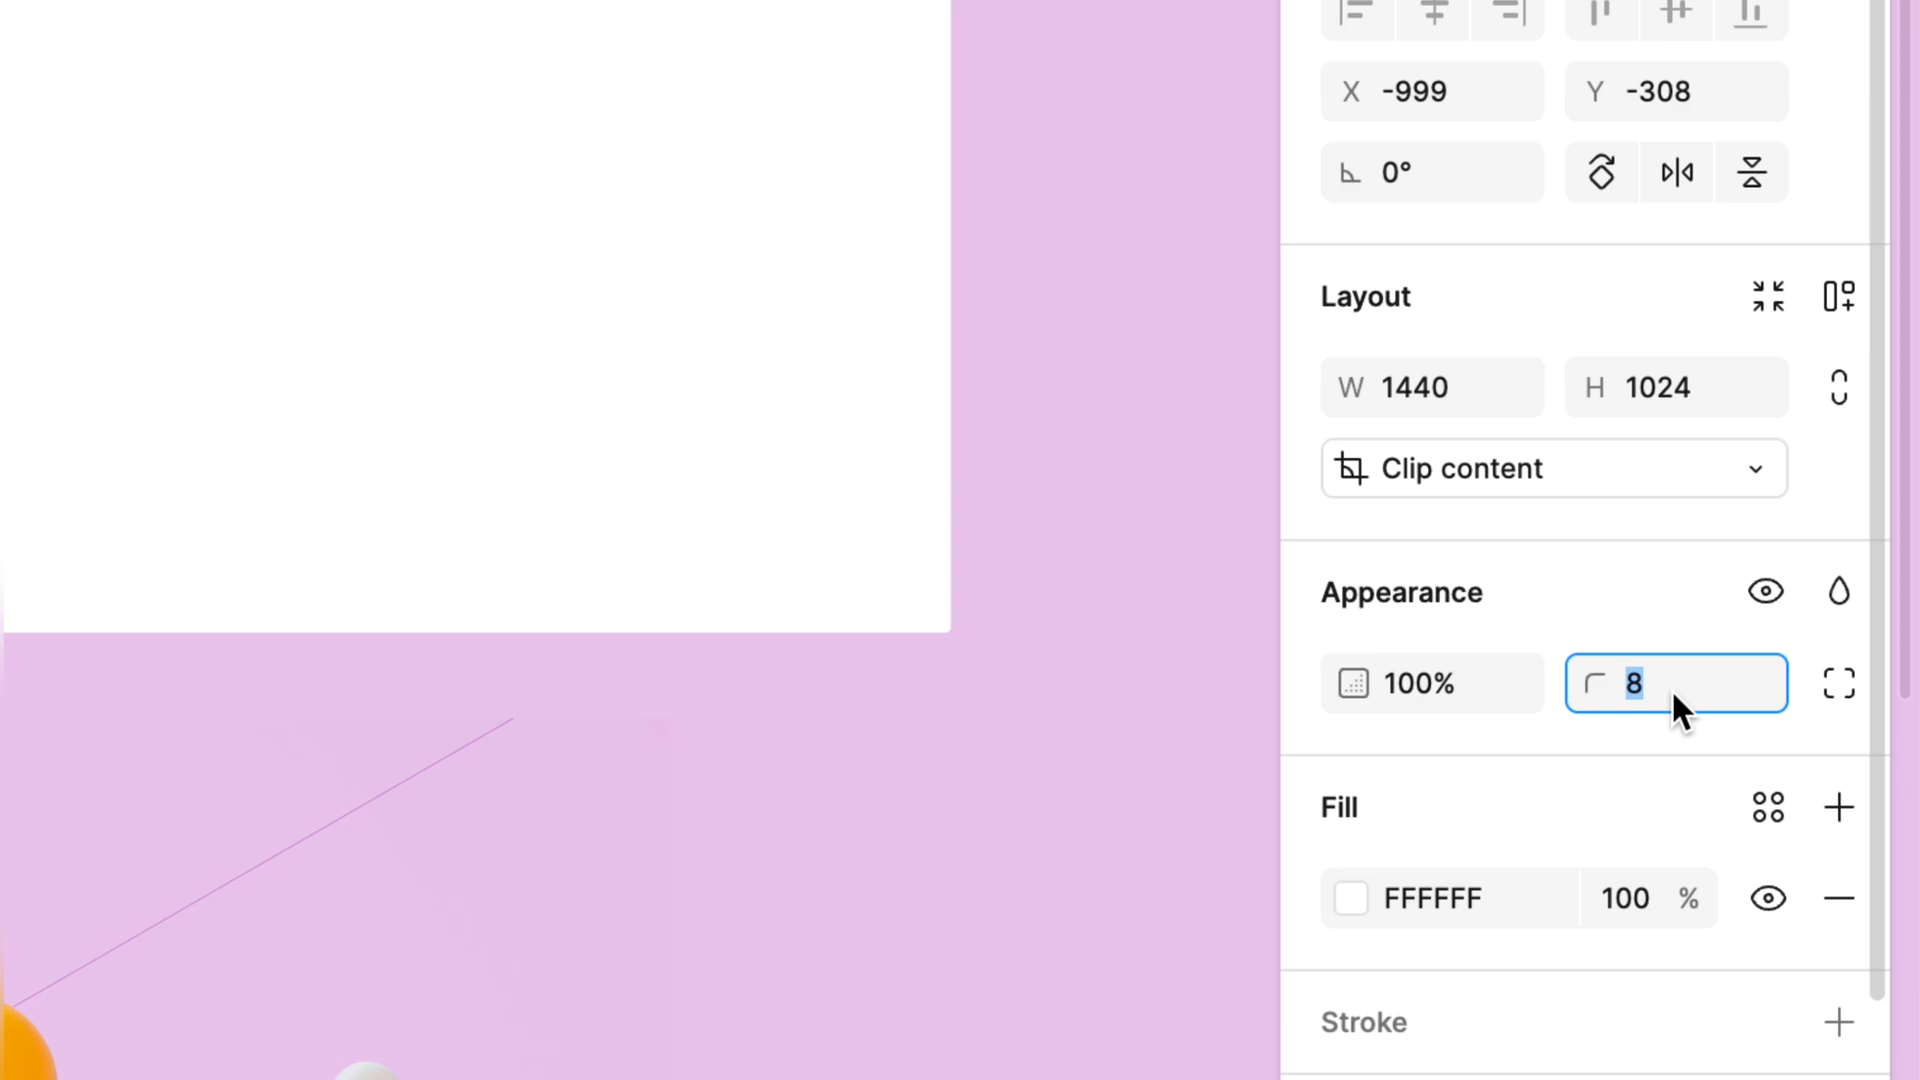 X -999 Y -308
0°
Layout
W 1440 H 1024
Clip content
Appearance
100% 8
Fill
FFFFFF 100 %
Stroke